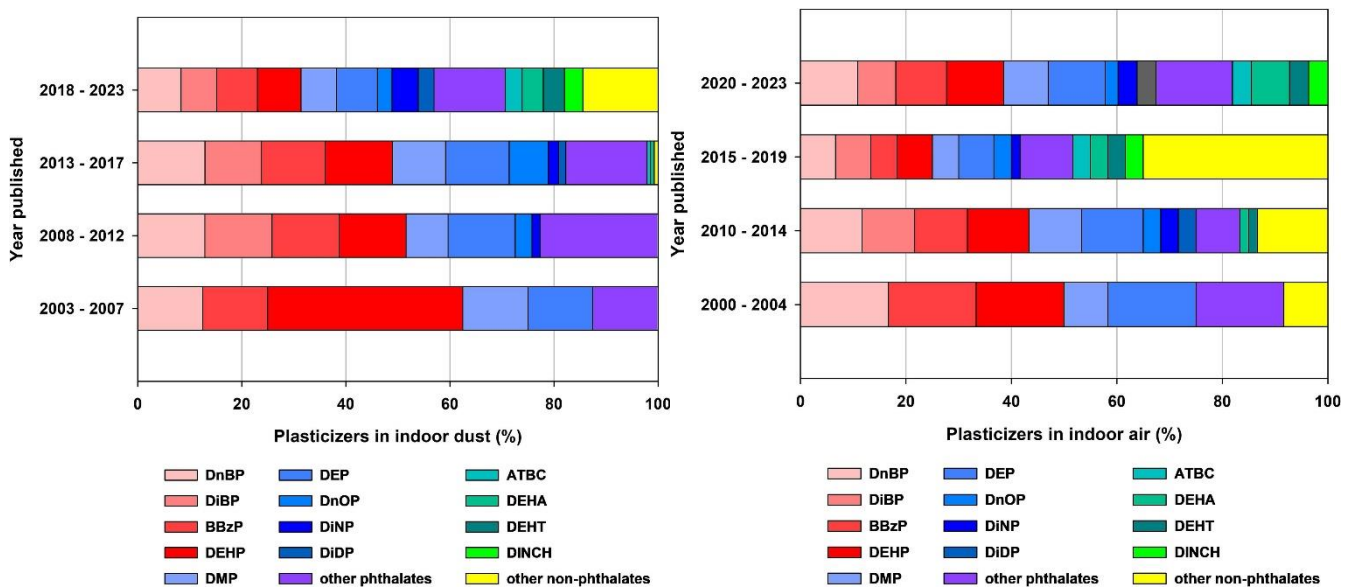 Year published
2018 - 2023
2013 - 2017
2008 - 2012
2003 - 2007
0 20 40 60 80 100
Plasticizers in indoor dust (%)
DnBP DEP ATBC
DiBP DnOP DEHA
BBzP DiNP DEHT
DEHP DiDP DINCH
DMP other phthalates other non-phthalates
Year published
2020 - 2023
2015 - 2019
2010 - 2014
2000 - 2004
0 20 40 60 80 100
Plasticizers in indoor air (%)
DnBP DEP ATBC
DiBP DnOP DEHA
BBzP DiNP DEHT
DEHP DiDP DINCH
DMP other phthalates other non-phthalates